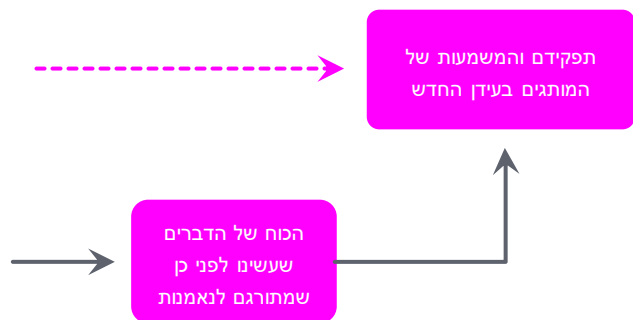 תפקידם והמשמעות של
המותגים בעידן החדש
הכוח של הדברים
שעשינו לפני כן
שמתורגם לנאמנות